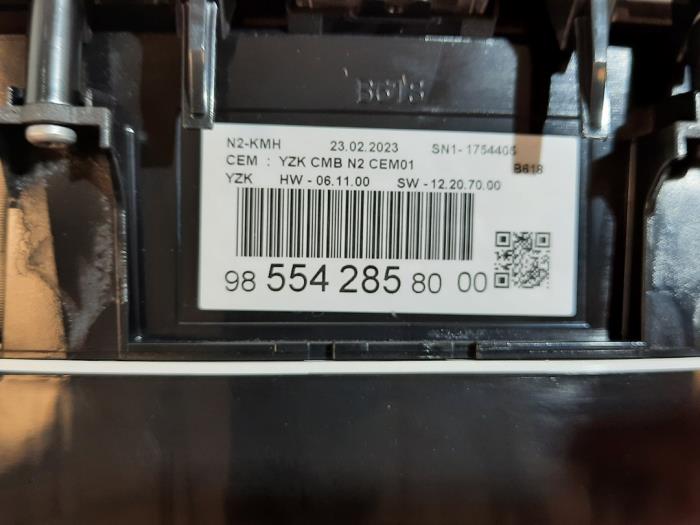 B618
N2-KMH 23.02.2023 SN1- 1754405
CEM : YZK CMB N2 CEM01 B618
YZK HW - 06.11.00 SW - 12.20.70.00
98 554 285 80 00